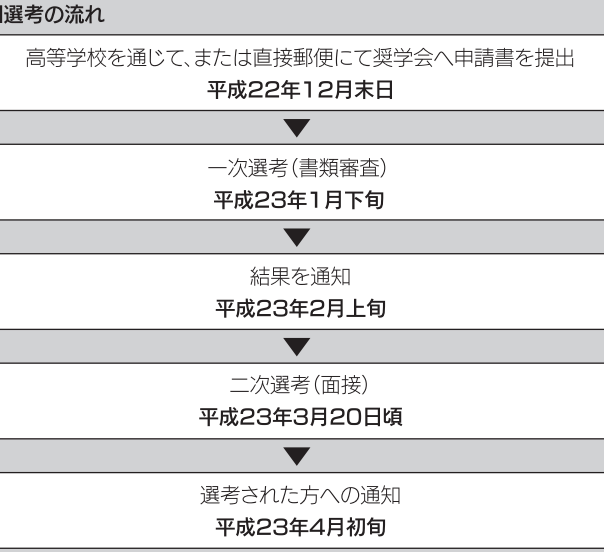 選考の流れ
高等学校を通じて、または直接郵便にて奨学会へ申請書を提出
平成22年12月末日
▼
一次選考（書類審査）
平成23年1月下旬
▼
結果を通知
平成23年2月上旬
▼
二次選考（面接）
平成23年3月20日頃
▼
選考された方への通知
平成23年4月初旬